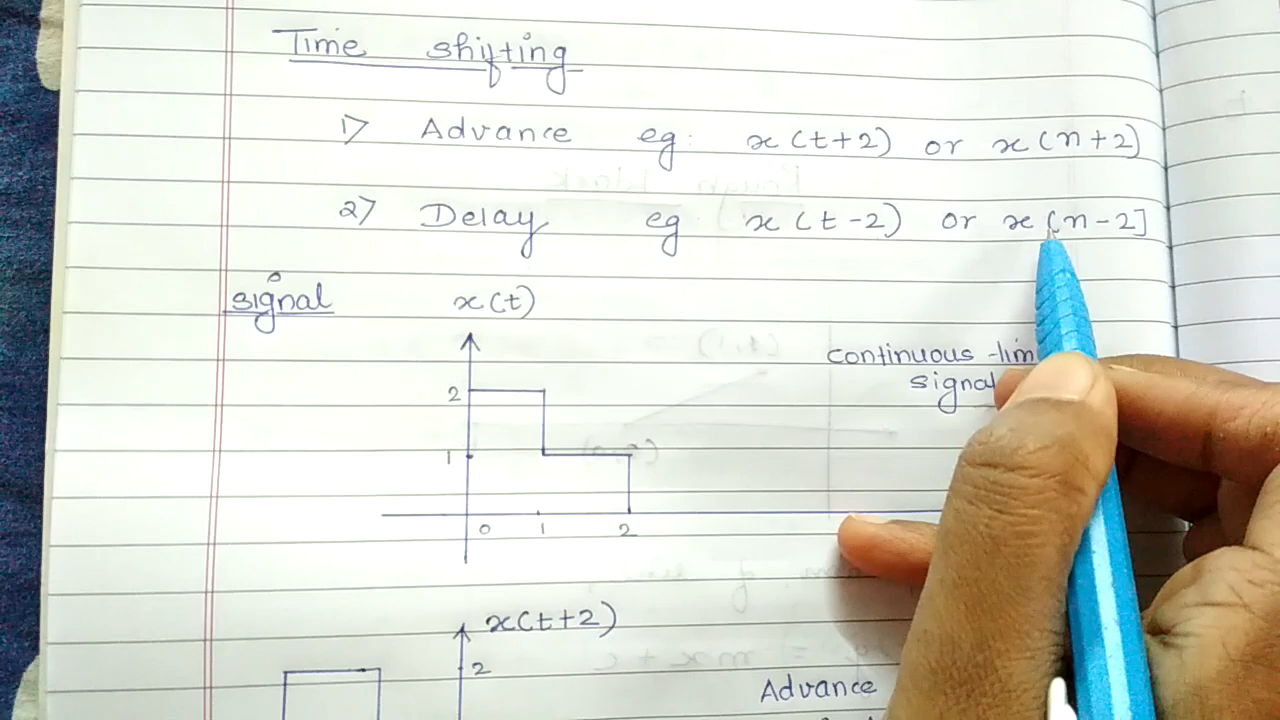 Time shifting
1) Advance eg: x(t+2) or x(n+2)
2) Delay eg x(t-2) or x[n-2]
signal x(t)
2
continuous-
signal
1
0 1 2
x(t+2)
2
Advance